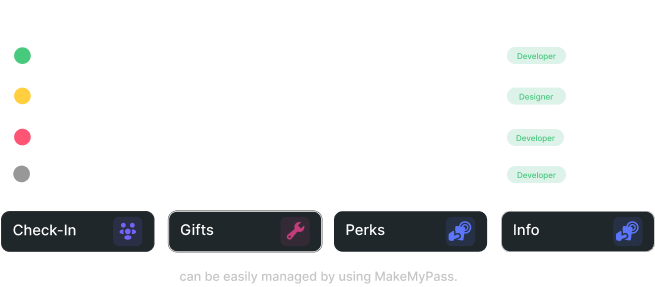 Developer
Designer
Developer
Developer
Check-In Gifts Perks Info
can be easily managed by using MakeMyPass.